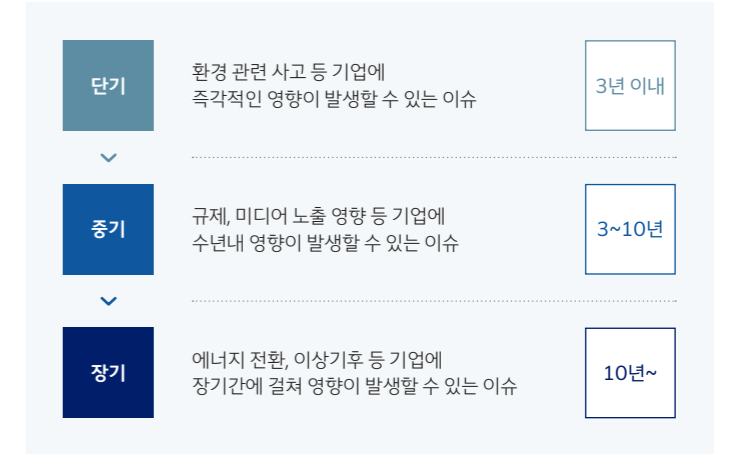 단기
환경 관련 사고 등 기업에
즉각적인 영향이 발생할 수 있는 이슈
3년 이내
중기
규제, 미디어 노출 영향 등 기업에
수년내 영향이 발생할 수 있는 이슈
3~10년
장기
에너지 전환, 이상기후 등 기업에
장기간에 걸쳐 영향이 발생할 수 있는 이슈
10년~